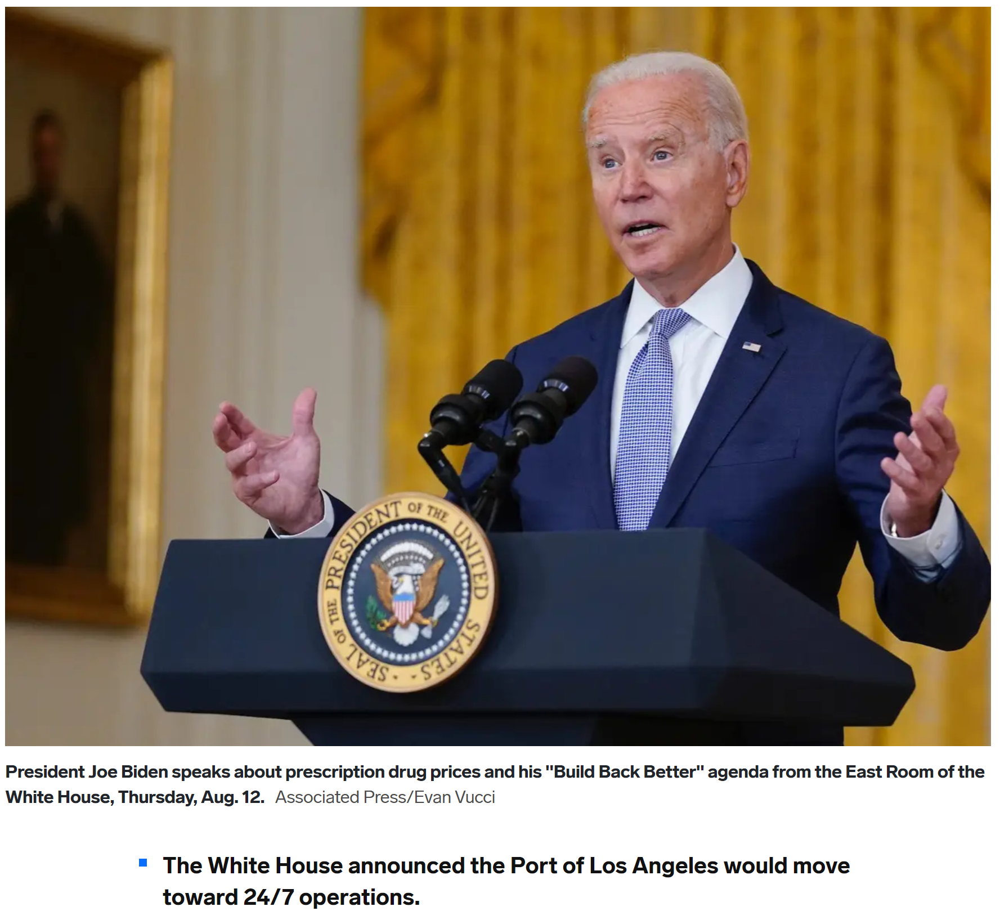 SEAL OF THE PRESIDENT OF THE UNITED STATES
President Joe Biden speaks about prescription drug prices and his "Build Back Better" agenda from the East Room of the
White House, Thursday, Aug. 12. Associated Press/Evan Vucci
The White House announced the Port of Los Angeles would move
toward 24/7 operations.